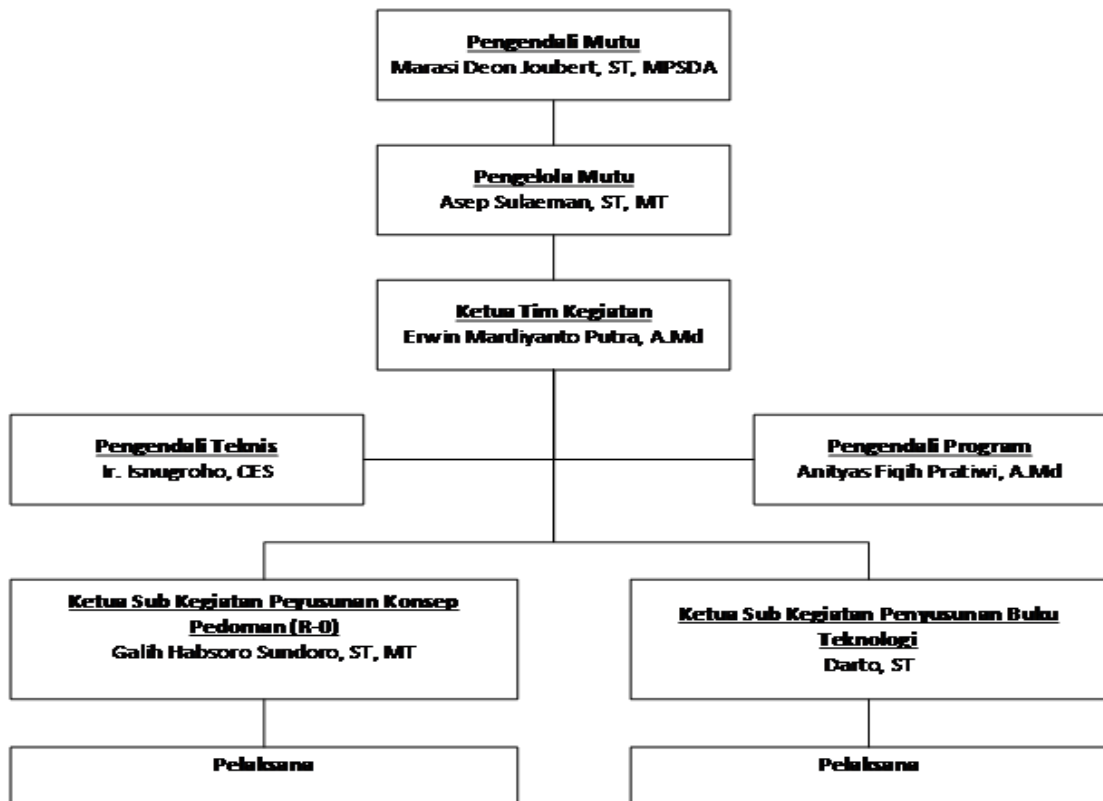 Pengendali Mutu
Marasi Deon Joubert, ST, MPSDA
Pengelola Mutu
Asep Sulaeman, ST, MT
Ketua Tim Kegiatan
Erwin Mardiyanto Putra, A.Md
Pengendali Teknis
Ir. Isnugroho, CES
Pengendali Program
Anityas Fiqih Pratiwi, A.Md
Ketua Sub Kegiatan Peyusunan Konsep
Pedoman (R-0)
Galih Habsoro Sundoro, ST, MT
Ketua Sub Kegiatan Penyusunan Buku
Teknologi
Darto, ST
Pelaksana
Pelaksana